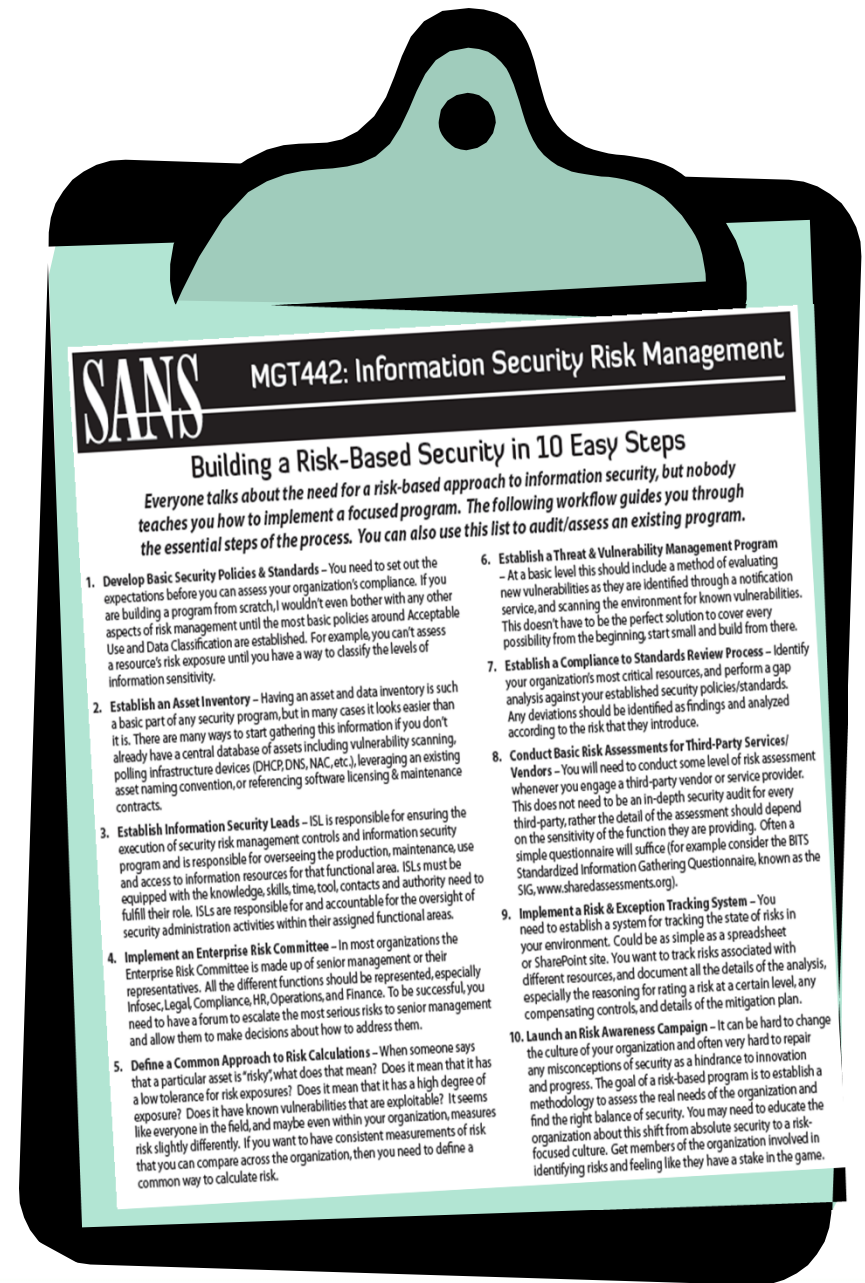 SANS
MGT442: Information Security Risk Management
Building a Risk-Based Security in 10 Easy Steps
Everyone talks about the need for a risk-based approach to information security, but nobody
teaches you how to implement a focused program. The following workflow guides you through
the essential steps of the process. You can also use this list to audit/assess an existing program.
1. Develop Basic Security Policies & Standards – You need to set out the
expectations before you can assess your organization's compliance. If you
are building a program from scratch, I wouldn't even bother with any other
aspects of risk management until the most basic policies around Acceptable
Use and Data Classification are established. For example, you can't assess
a resource's risk exposure until you have a way to classify the levels of
information sensitivity.
2. Establish an Asset Inventory – Having an asset and data inventory is such
a basic part of any security program, but in many cases it looks easier than
it is. There are many ways to start gathering this information if you don't
already have a central database of assets including vulnerability scanning,
polling infrastructure devices (DHCP, DNS, NAC, etc.), leveraging an existing
asset naming convention, or referencing software licensing & maintenance
contracts.
3. Establish Information Security Leads – ISL is responsible for ensuring the
execution of security risk management controls and information security
program and is responsible for overseeing the production, maintenance, use
and access to information resources for that functional area. ISLs must be
equipped with the knowledge, skills, time, tool, contacts and authority need to
fulfill their role. ISLs are responsible for and accountable for the oversight of
security administration activities within their assigned functional areas.
4. Implement an Enterprise Risk Committee – In most organizations the
Enterprise Risk Committee is made up of senior management or their
representatives. All the different functions should be represented, especially
Infosec, Legal, Compliance, HR, Operations, and Finance. To be successful, you
need to have a forum to escalate the most serious risks to senior management
and allow them to make decisions about how to address them.
5. Define a Common Approach to Risk Calculations – When someone says
that a particular asset is "risky", what does that mean? Does it mean that it has
a low tolerance for risk exposures? Does it mean that it has a high degree of
exposure? Does it have known vulnerabilities that are exploitable? It seems
like everyone in the field, and maybe even within your organization, measures
risk slightly differently. If you want to have consistent measurements of risk
that you can compare across the organization, then you need to define a
common way to calculate risk.
6. Establish a Threat & Vulnerability Management Program
– At a basic level this should include a method of evaluating
new vulnerabilities as they are identified through a notification
service, and scanning the environment for known vulnerabilities.
This doesn't have to be the perfect solution to cover every
possibility from the beginning, start small and build from there.
7. Establish a Compliance to Standards Review Process – Identify
your organization's most critical resources, and perform a gap
analysis against your established security policies/standards.
Any deviations should be identified as findings and analyzed
according to the risk that they introduce.
8. Conduct Basic Risk Assessments for Third-Party Services/
Vendors – You will need to conduct some level of risk assessment
whenever you engage a third-party vendor or service provider.
This does not need to be an in-depth security audit for every
third-party, rather the detail of the assessment should depend
on the sensitivity of the function they are providing. Often a
simple questionnaire will suffice (for example consider the BITS
Standardized Information Gathering Questionnaire, known as the
SIG, www.sharedassessments.org).
9. Implement a Risk & Exception Tracking System – You
need to establish a system for tracking the state of risks in
your environment. Could be as simple as a spreadsheet
or SharePoint site. You want to track risks associated with
different resources, and document all the details of the analysis,
especially the reasoning for rating a risk at a certain level, any
compensating controls, and details of the mitigation plan.
10. Launch an Risk Awareness Campaign – It can be hard to change
the culture of your organization and often very hard to repair
any misconceptions of security as a hindrance to innovation
and progress. The goal of a risk-based program is to establish a
methodology to assess the real needs of the organization and
find the right balance of security. You may need to educate the
organization about this shift from absolute security to a risk-
focused culture. Get members of the organization involved in
identifying risks and feeling like they have a stake in the game.